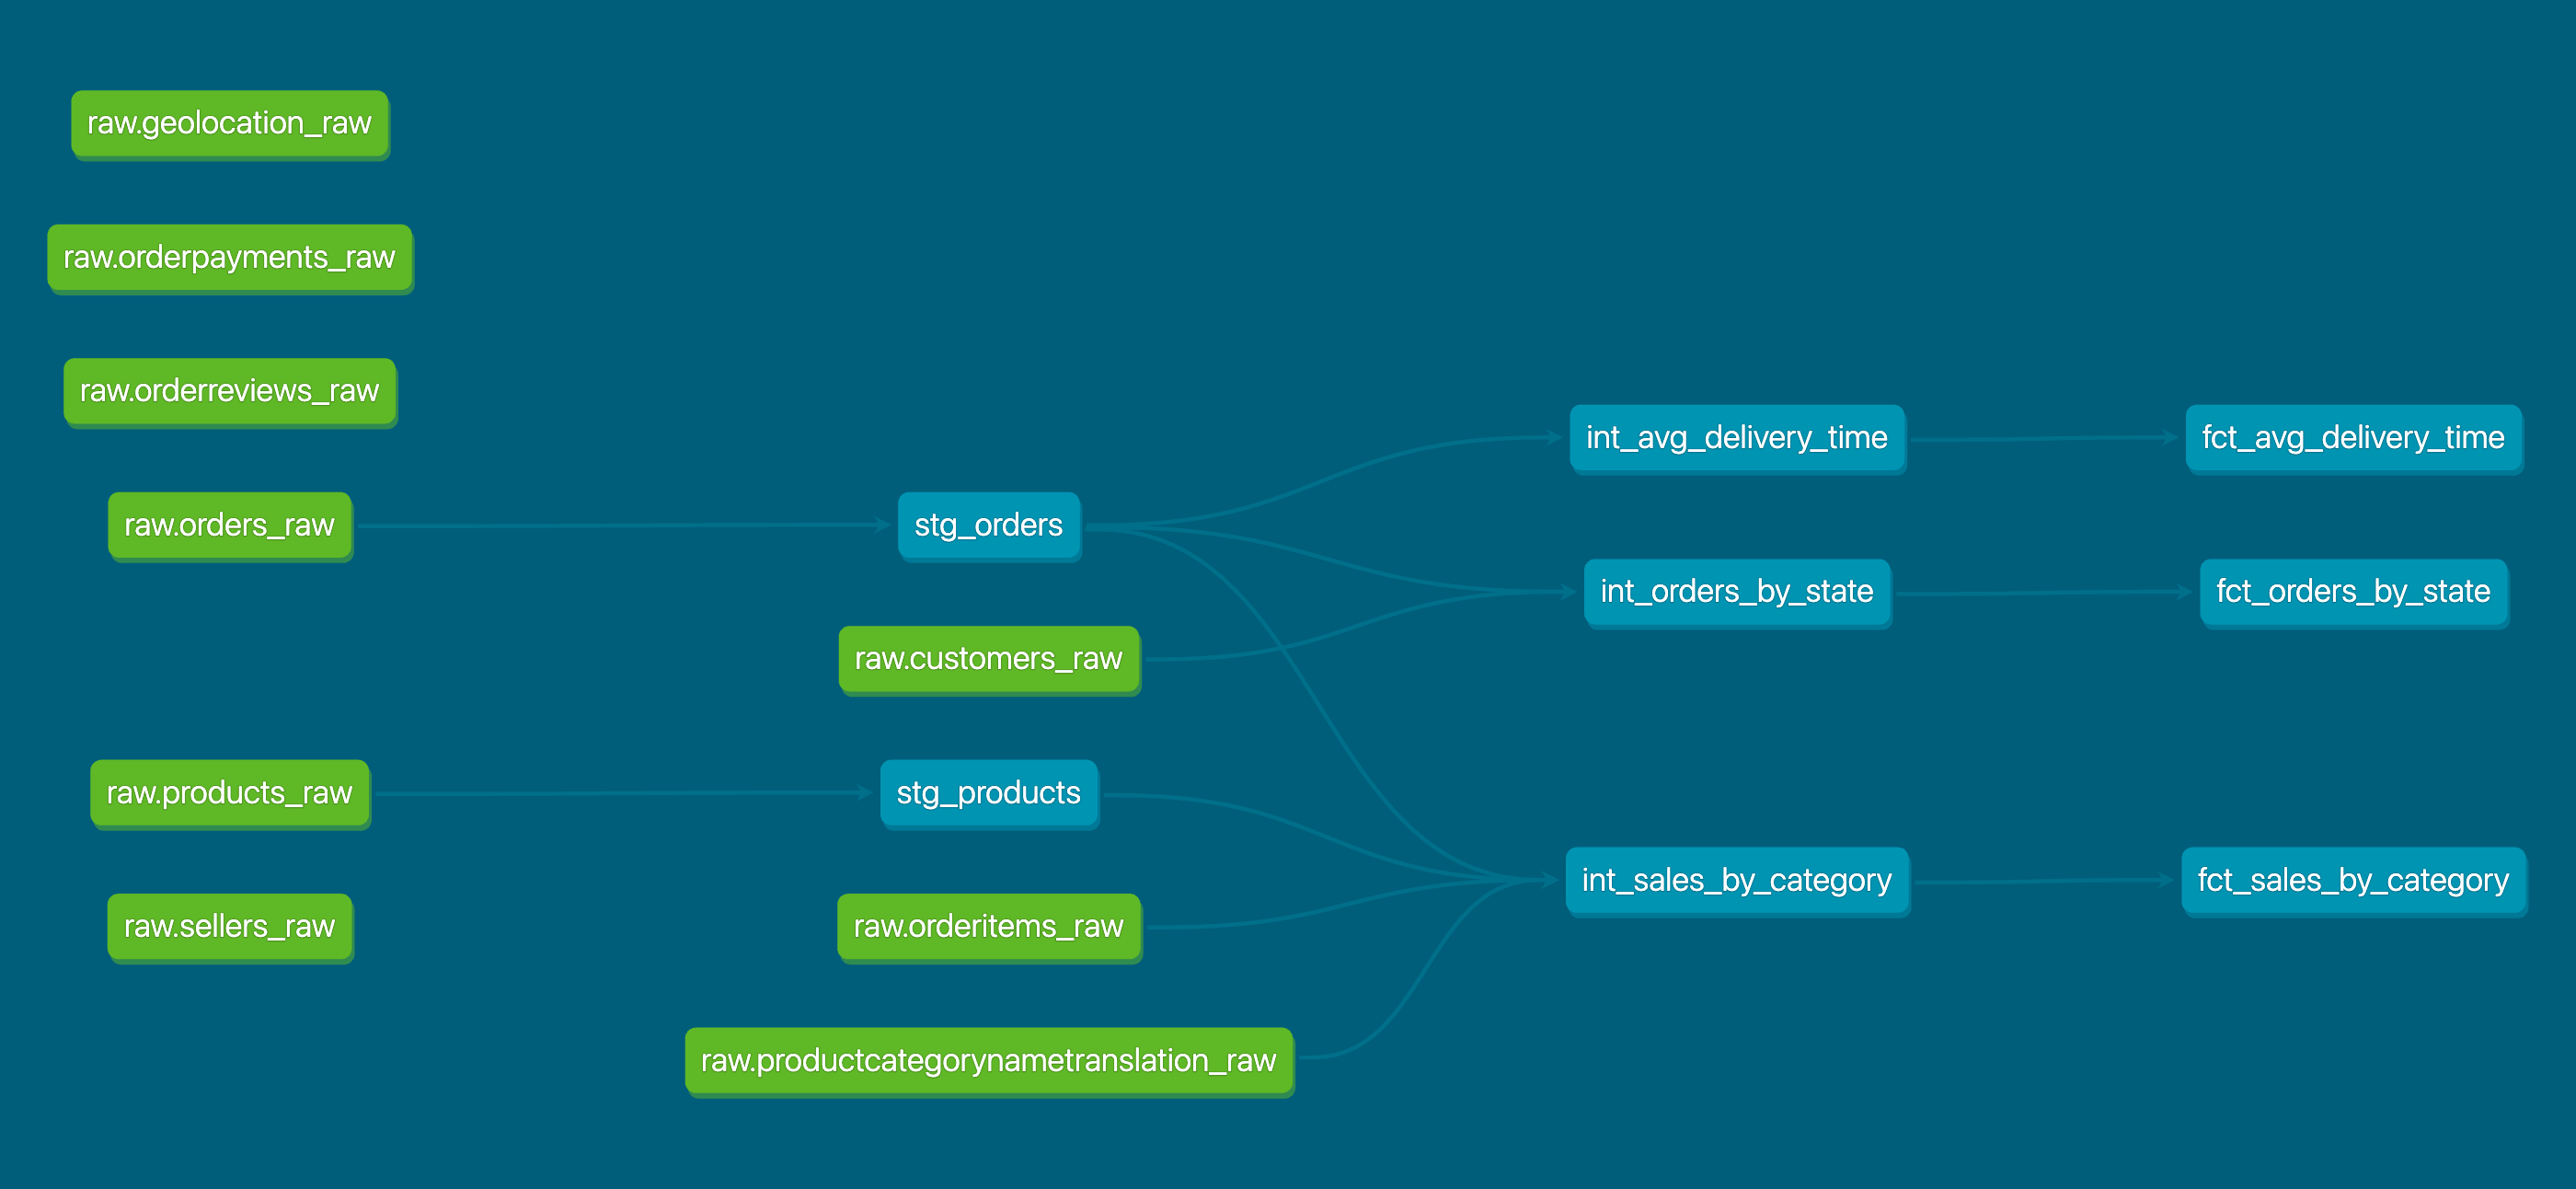 raw.geolocation_raw
raw.orderpayments_raw
raw.orderreviews_raw
int_avg_delivery_time
fct_avg_delivery_time
raw.orders_raw
stg_orders
int_orders_by_state
fct_orders_by_state
raw.customers_raw
raw.products_raw
stg_products
int_sales_by_category
fct_sales_by_category
raw.sellers_raw
raw.orderitems_raw
raw.productcategorynametranslation_raw